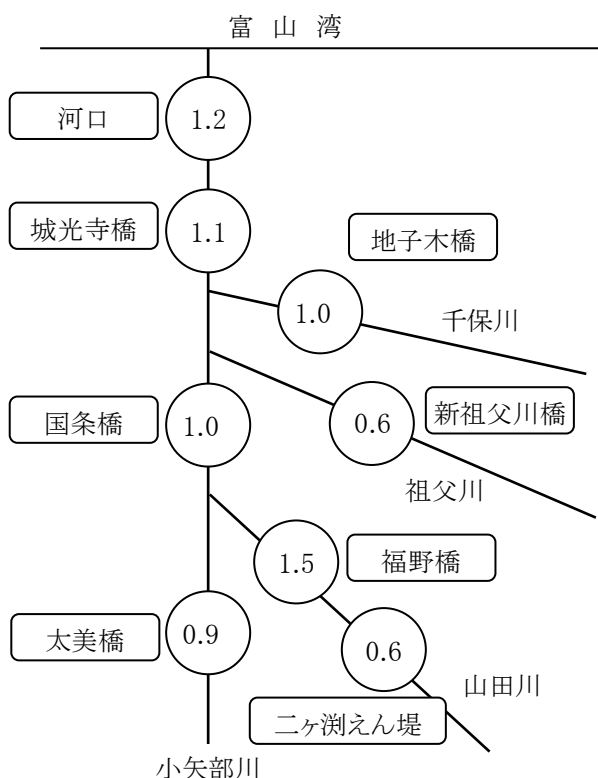 富山湾
河口
1.2
城光寺橋
1.1
地子木橋
1.0
千保川
国条橋
1.0
0.6
新祖父川橋
祖父川
1.5
福野橋
太美橋
0.9
0.6
山田川
二ヶ渕えん堤
小矢部川